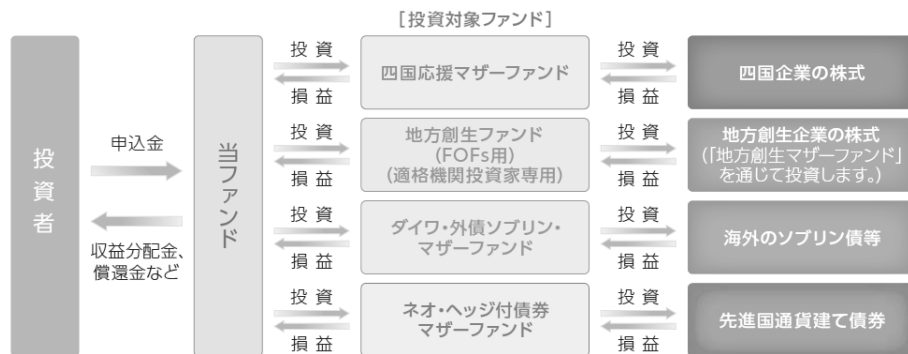 [投資対象ファンド]
投資者
申込金
収益分配金、
償還金など
当ファンド
投資
損益
四国応援マザーファンド
投資
損益
四国企業の株式
投資
損益
地方創生ファンド
(FOFs用)
(適格機関投資家専用)
投資
損益
地方創生企業の株式
(「地方創生マザーファンド」
を通じて投資します。)
投資
損益
ダイワ・外債ソブリン・
マザーファンド
投資
損益
海外のソブリン債等
投資
損益
ネオ・ヘッジ付債券
マザーファンド
投資
損益
先進国通貨建て債券